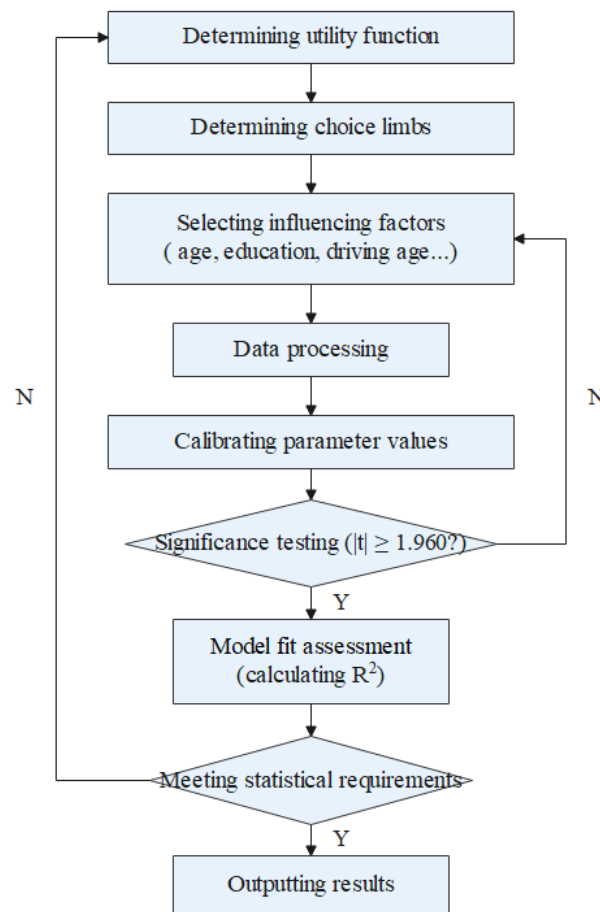 Determining utility function
Determining choice limbs
Selecting influencing factors
( age, education, driving age...)
Data processing
N
N
Calibrating parameter values
Significance testing (|t| ≥ 1.960?)
Y
Model fit assessment
(calculating R²)
Meeting statistical requirements
Y
Outputting results